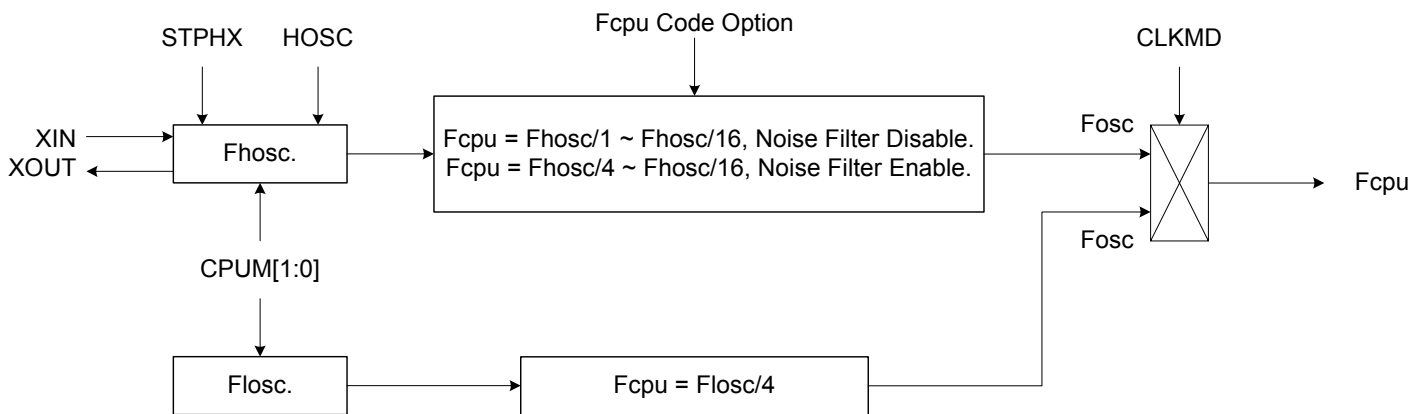 Fcpu Code Option
STPHX
HOSC
CLKMD
XIN
XOUT
Fhosc.
Fcpu = Fhosc/1 ~ Fhosc/16, Noise Filter Disable.
Fcpu = Fhosc/4 ~ Fhosc/16, Noise Filter Enable.
Fosc
Fcpu
Fosc
CPUM[1:0]
Flosc.
Fcpu = Flosc/4